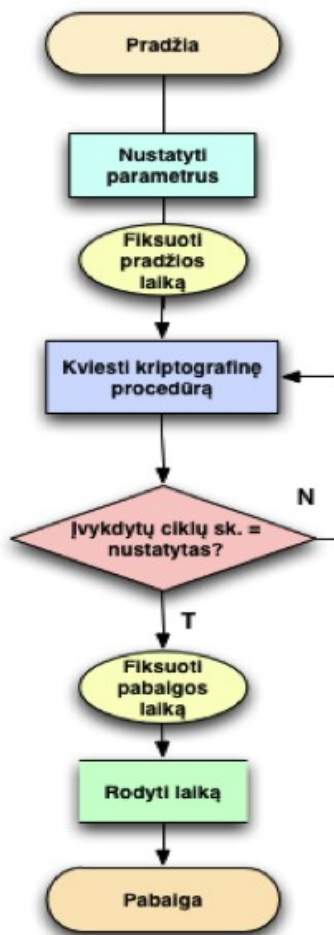 Pradžia
Nustatyti
parametrus
Fiksuoti
pradžios
laiką
Kviesti kriptografinę
procedūrą
Įvykdytų ciklų sk. =
nustatytas?
N
T
Fiksuoti
pabaigos
laiką
Rodyti laiką
Pabaiga